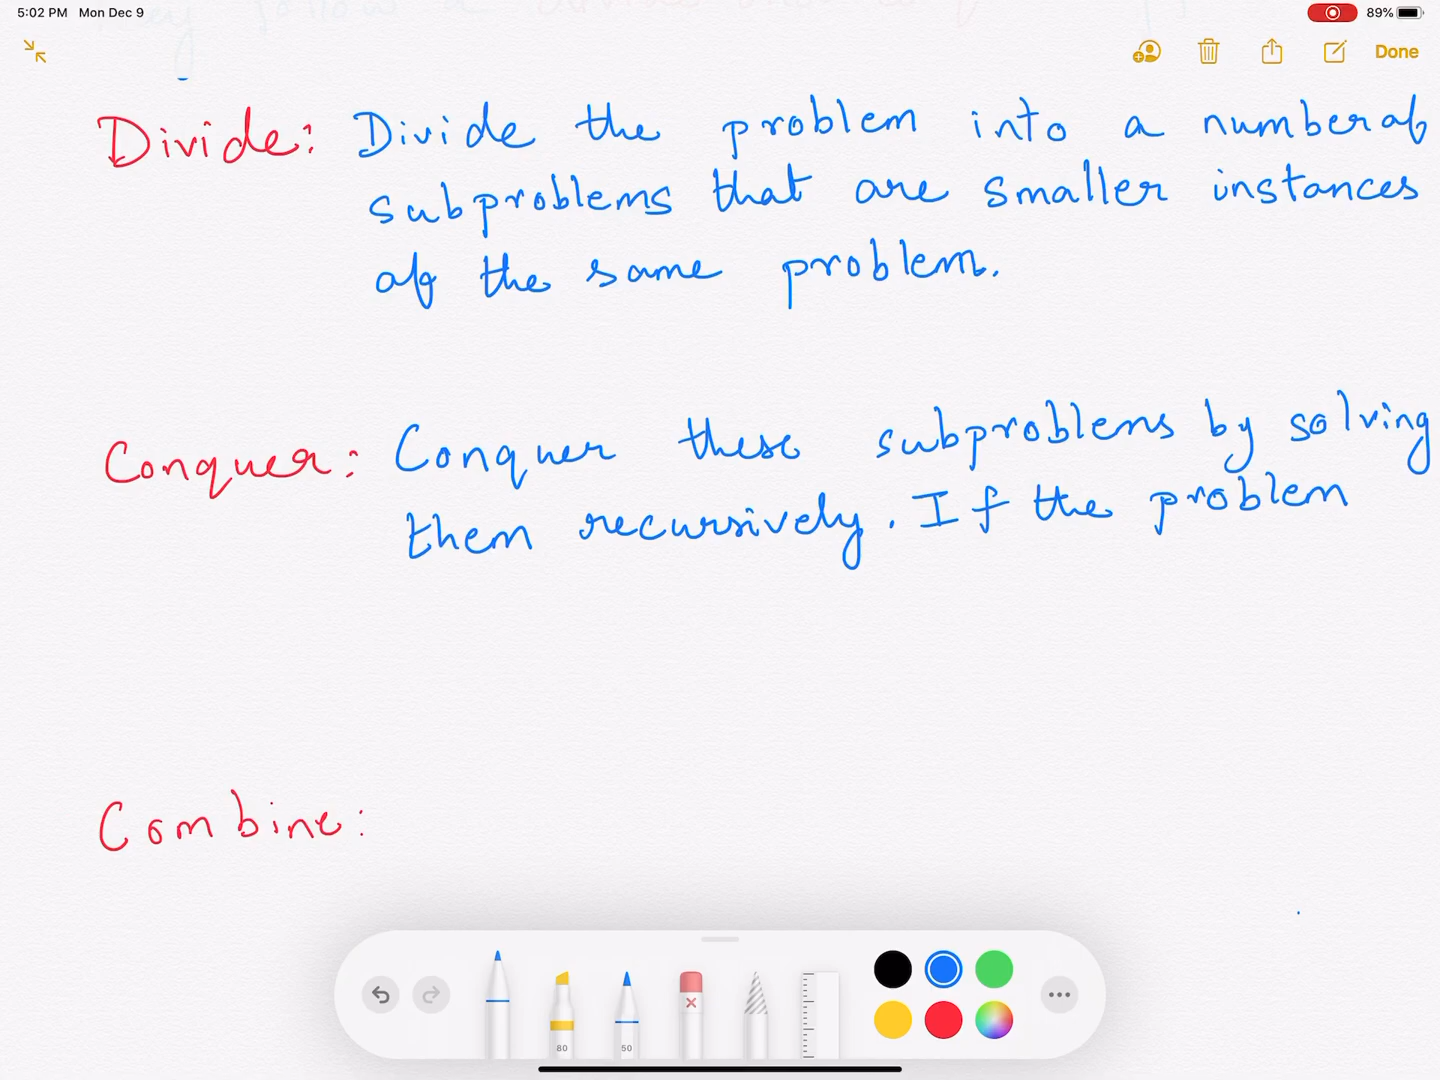 5:02 PM Mon Dec 9
89%
Done
Divide: Divide the problem into a number of
subproblems that are smaller instances
of the same problem.
Conquer: Conquer these subproblems by solving
them recursively. If the problem
Combine:
80
50